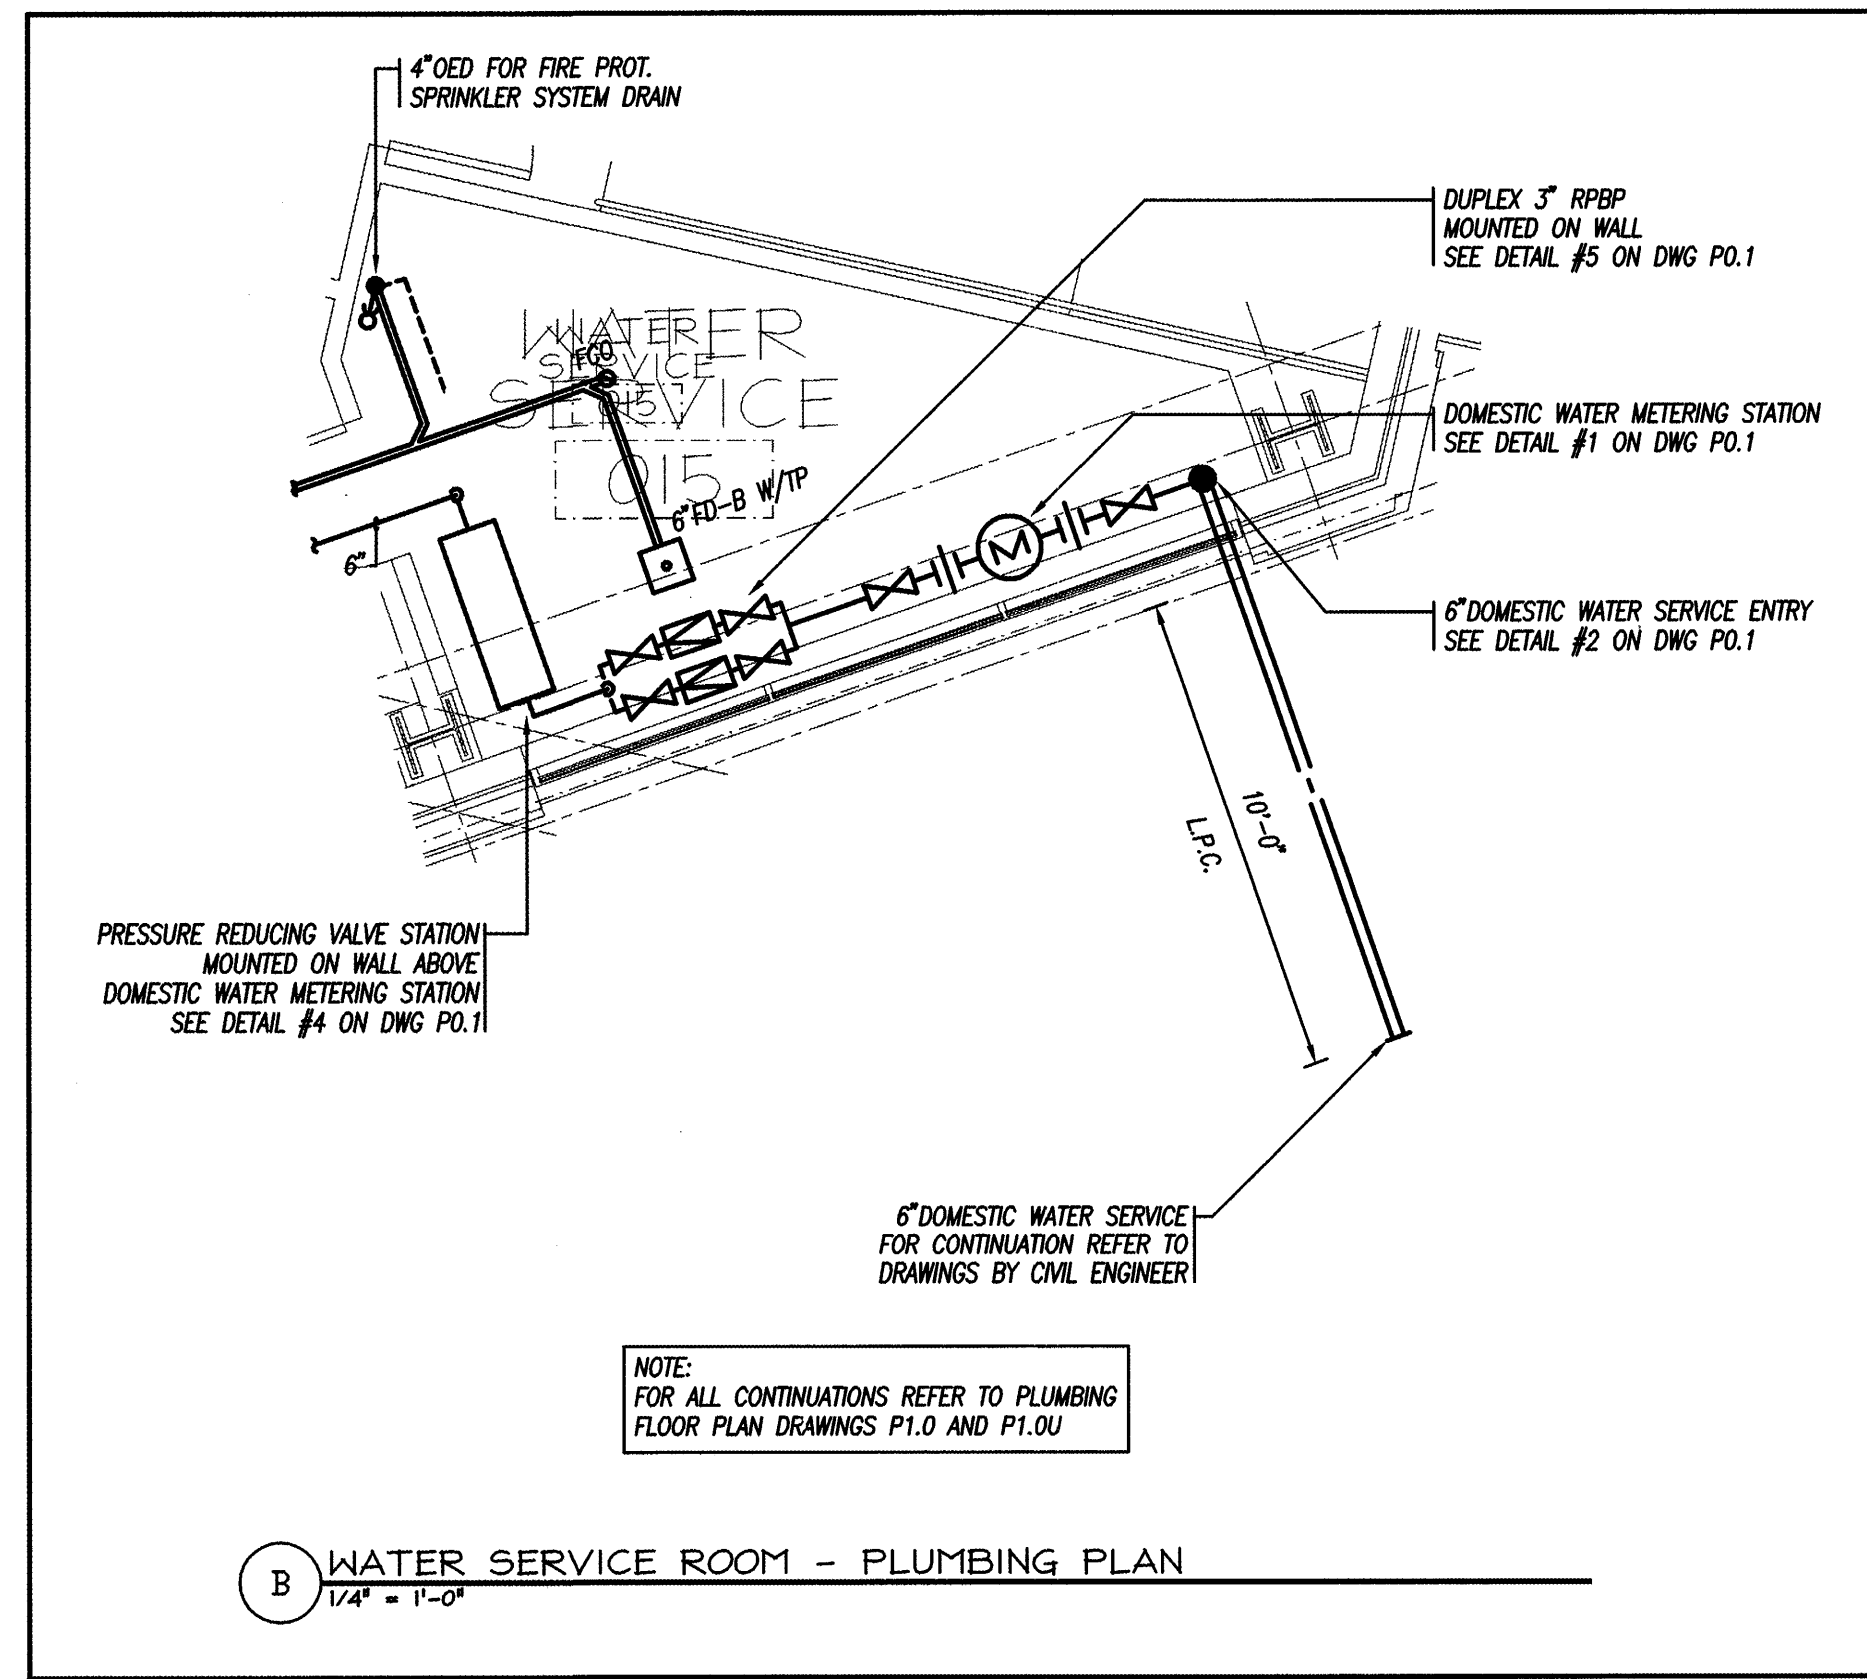 4"OED FOR FIRE PROT.
SPRINKLER SYSTEM DRAIN
DUPLEX 3" RPBP
MOUNTED ON WALL
SEE DETAIL #5 ON DWG P0.1
WATER
SERVICE
015
WATER
SERVICE
015
FCO
6"FD-B W/TP
6"
M
DOMESTIC WATER METERING STATION
SEE DETAIL #1 ON DWG P0.1
6"DOMESTIC WATER SERVICE ENTRY
SEE DETAIL #2 ON DWG P0.1
10'-0"
L.P.C.
PRESSURE REDUCING VALVE STATION
MOUNTED ON WALL ABOVE
DOMESTIC WATER METERING STATION
SEE DETAIL #4 ON DWG P0.1
6"DOMESTIC WATER SERVICE
FOR CONTINUATION REFER TO
DRAWINGS BY CIVIL ENGINEER
NOTE:
FOR ALL CONTINUATIONS REFER TO PLUMBING
FLOOR PLAN DRAWINGS P1.0 AND P1.0U
B
WATER SERVICE ROOM - PLUMBING PLAN
1/4" = 1'-0"